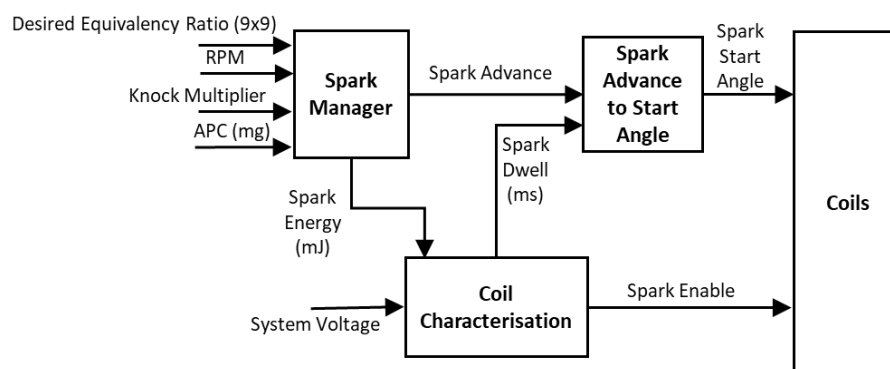 Desired Equivalency Ratio (9x9)
RPM
Knock Multiplier
APC (mg)
Spark
Manager
Spark Advance
Spark
Advance
to Start
Angle
Spark
Start
Angle
Spark
Dwell
(ms)
Spark
Energy
(mJ)
Coils
System Voltage
Coil
Characterisation
Spark Enable